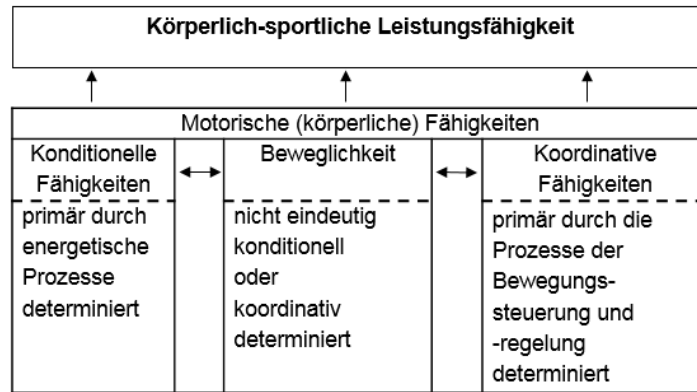 Körperlich-sportliche Leistungsfähigkeit
Motorische (körperliche) Fähigkeiten
Konditionelle
Fähigkeiten
primär durch
energetische
Prozesse
determiniert
Beweglichkeit
nicht eindeutig
konditionell
oder
koordinativ
determiniert
Koordinative
Fähigkeiten
primär durch die
Prozesse der
Bewegungs-
steuerung und
-regelung
determiniert